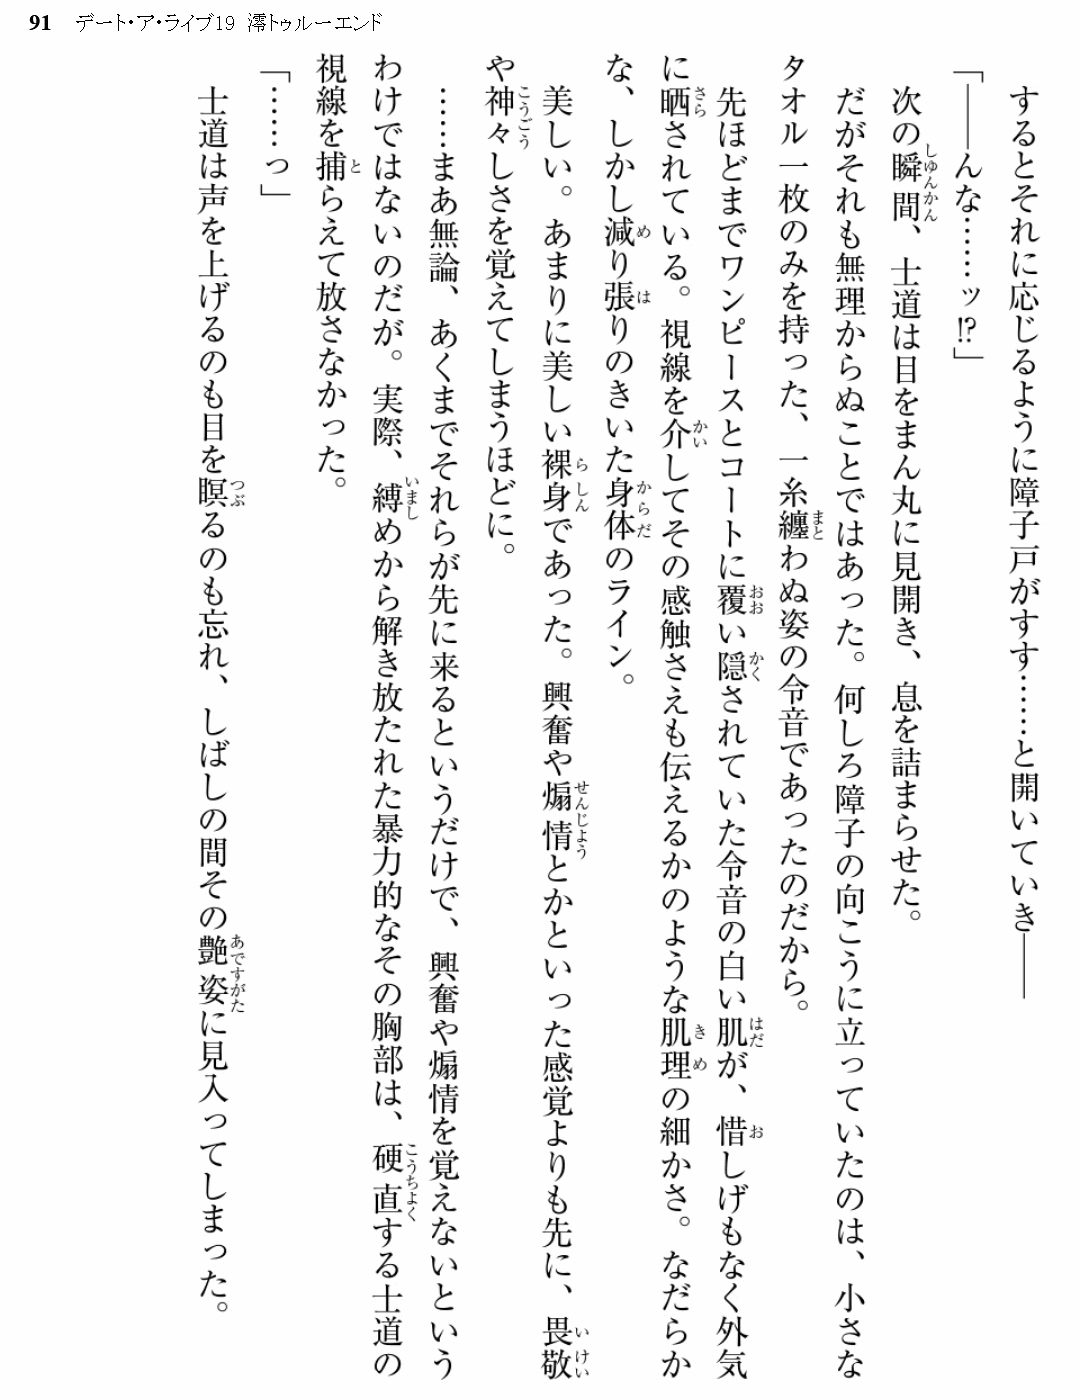 91 デート・ア・ライブ19 澪トゥルーエンド
するとそれに応じるように障子戸がすす……と開いていき――
「――んな……ッ!?」
次の瞬間、士道は目をまん丸に見開き、息を詰まらせた。
だがそれも無理からぬことではあった。何しろ障子の向こうに立っていたのは、小さな
タオル一枚のみを持った、一糸纏わぬ姿の令音であったのだから。
先ほどまでワンピースとコートに覆い隠されていた令音の白い肌が、惜しげもなく外気
に晒されている。視線を介してその感触さえも伝えるかのような肌理の細かさ。なだらか
な、しかし減り張りのきいた身体のライン。
美しい。あまりに美しい裸身であった。興奮や煽情とかといった感覚よりも先に、畏敬
や神々しさを覚えてしまうほどに。
……まあ無論、あくまでそれらが先に来るというだけで、興奮や煽情を覚えないという
わけではないのだが。実際、縛めから解き放たれた暴力的なその胸部は、硬直する士道の
視線を捕らえて放さなかった。
「……っ」
士道は声を上げるのも目を瞑るのも忘れ、しばしの間その艶姿に見入ってしまった。